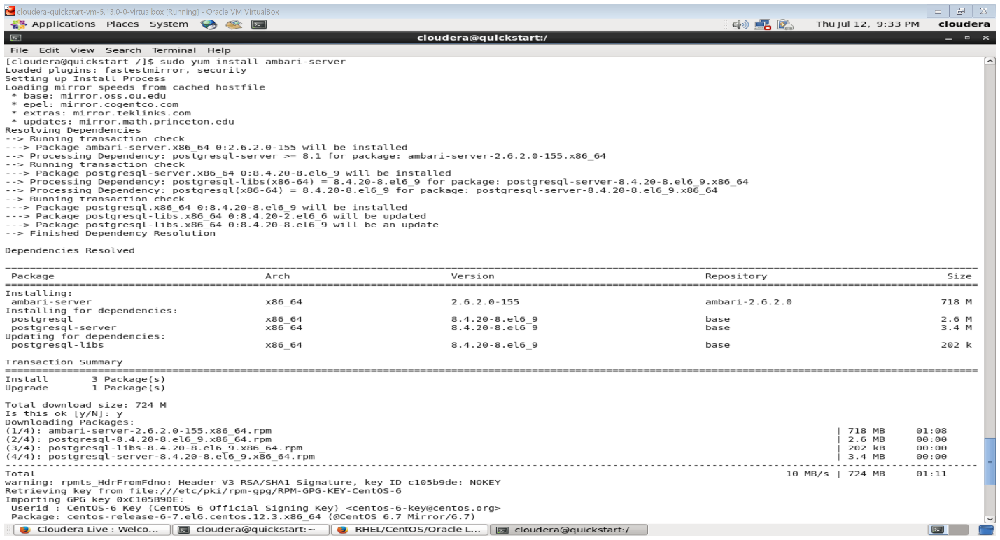 cloudera-quickstart-vm-5.13.0-0-virtualbox [Running] - Oracle VM VirtualBox
Applications Places System Thu Jul 12, 9:33 PM cloudera
cloudera@quickstart:/
File Edit View Search Terminal Help
[cloudera@quickstart /]$ sudo yum install ambari-server
Loaded plugins: fastestmirror, security
Setting up Install Process
Loading mirror speeds from cached hostfile
 * base: mirror.oss.ou.edu
 * epel: mirror.cogentco.com
 * extras: mirror.teklinks.com
 * updates: mirror.math.princeton.edu
Resolving Dependencies
--> Running transaction check
---> Package ambari-server.x86_64 0:2.6.2.0-155 will be installed
--> Processing Dependency: postgresql-server >= 8.1 for package: ambari-server-2.6.2.0-155.x86_64
--> Running transaction check
---> Package postgresql-server.x86_64 0:8.4.20-8.el6_9 will be installed
--> Processing Dependency: postgresql-libs(x86-64) = 8.4.20-8.el6_9 for package: postgresql-server-8.4.20-8.el6_9.x86_64
--> Processing Dependency: postgresql(x86-64) = 8.4.20-8.el6_9 for package: postgresql-server-8.4.20-8.el6_9.x86_64
--> Running transaction check
---> Package postgresql.x86_64 0:8.4.20-8.el6_9 will be installed
---> Package postgresql-libs.x86_64 0:8.4.20-2.el6_6 will be updated
---> Package postgresql-libs.x86_64 0:8.4.20-8.el6_9 will be an update
--> Finished Dependency Resolution
Dependencies Resolved
Package Arch Version Repository Size
Installing:
 ambari-server x86_64 2.6.2.0-155 ambari-2.6.2.0 718 M
Installing for dependencies:
 postgresql x86_64 8.4.20-8.el6_9 base 2.6 M
 postgresql-server x86_64 8.4.20-8.el6_9 base 3.4 M
Updating for dependencies:
 postgresql-libs x86_64 8.4.20-8.el6_9 base 202 k
Transaction Summary
Install 3 Package(s)
Upgrade 1 Package(s)
Total download size: 724 M
Is this ok [y/N]: y
Downloading Packages:
(1/4): ambari-server-2.6.2.0-155.x86_64.rpm | 718 MB 01:08
(2/4): postgresql-8.4.20-8.el6_9.x86_64.rpm | 2.6 MB 00:00
(3/4): postgresql-libs-8.4.20-8.el6_9.x86_64.rpm | 202 kB 00:00
(4/4): postgresql-server-8.4.20-8.el6_9.x86_64.rpm | 3.4 MB 00:00
Total 10 MB/s | 724 MB 01:11
warning: rpmts_HdrFromFdno: Header V3 RSA/SHA1 Signature, key ID c105b9de: NOKEY
Retrieving key from file:///etc/pki/rpm-gpg/RPM-GPG-KEY-CentOS-6
Importing GPG key 0xC105B9DE:
 Userid : CentOS-6 Key (CentOS 6 Official Signing Key) <centos-6-key@centos.org>
 Package: centos-release-6-7.el6.centos.12.3.x86_64 (@CentOS 6.7 Mirror/6.7)
Cloudera Live : Welco... cloudera@quickstart:~ RHEL/CentOS/Oracle L... cloudera@quickstart:/